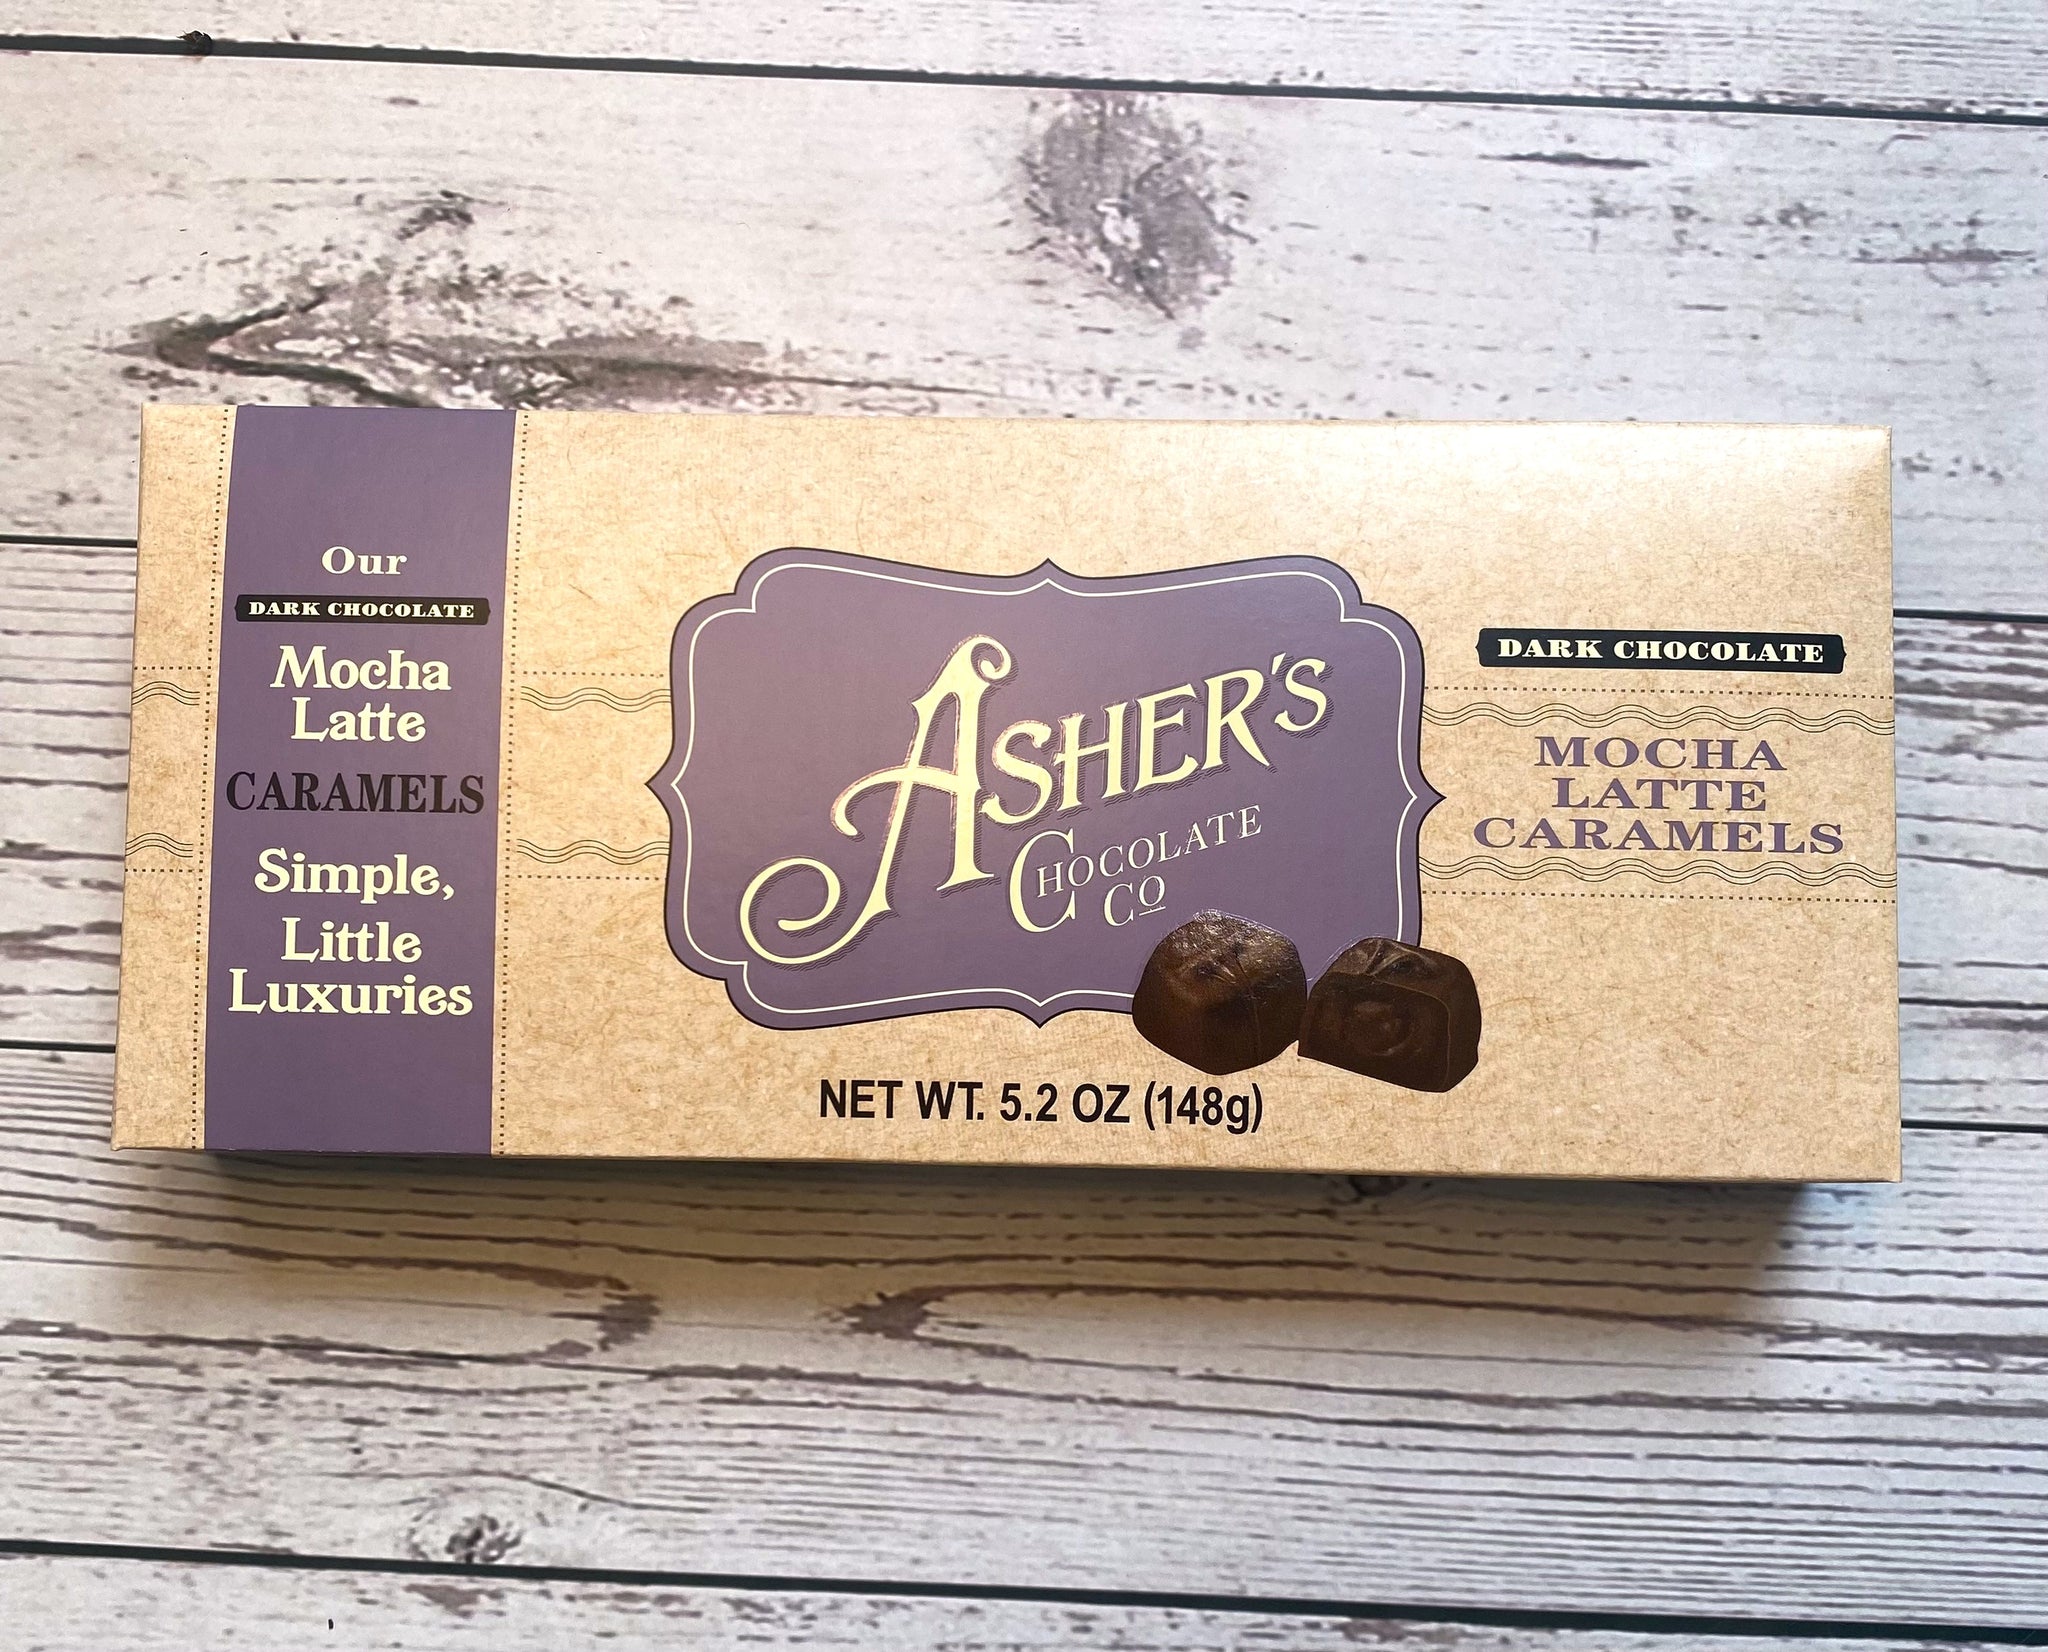 Our
DARK CHOCOLATE
Mocha
Latte
CARAMELS
Simple,
Little
Luxuries
ASHER'S
CHOCOLATE
CO
NET WT. 5.2 OZ (148g)
DARK CHOCOLATE
MOCHA
LATTE
CARAMELS